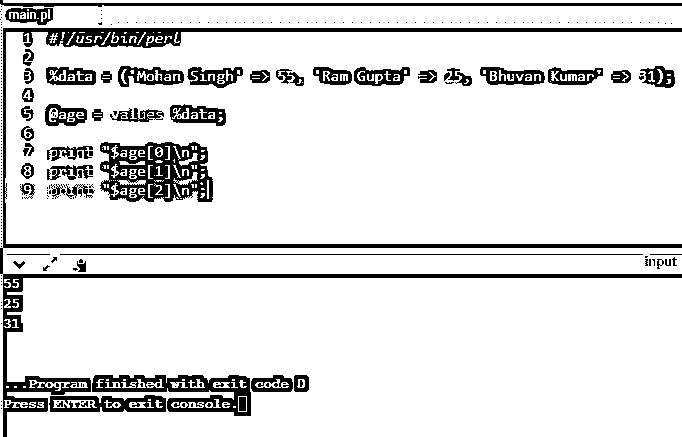 main.pl
1 #!/usr/bin/perl
2
3 %data = ('Mohan Singh' => 55, 'Ram Gupta' => 25, 'Bhuvan Kumar' => 31);
4
5 @age = values %data;
6
7 print "$age[0]\n";
8 print "$age[1]\n";
9 print "$age[2]\n";
input
55
25
31
...Program finished with exit code 0
Press ENTER to exit console.